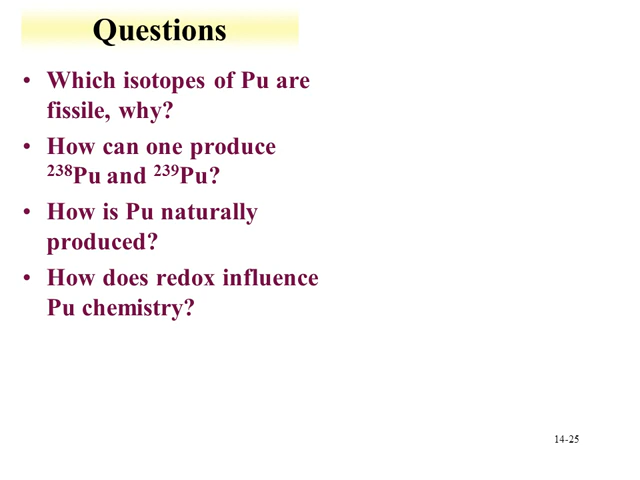 Questions
• Which isotopes of Pu are
fissile, why?
• How can one produce
²³⁸Pu and ²³⁹Pu?
• How is Pu naturally
produced?
• How does redox influence
Pu chemistry?
14-25